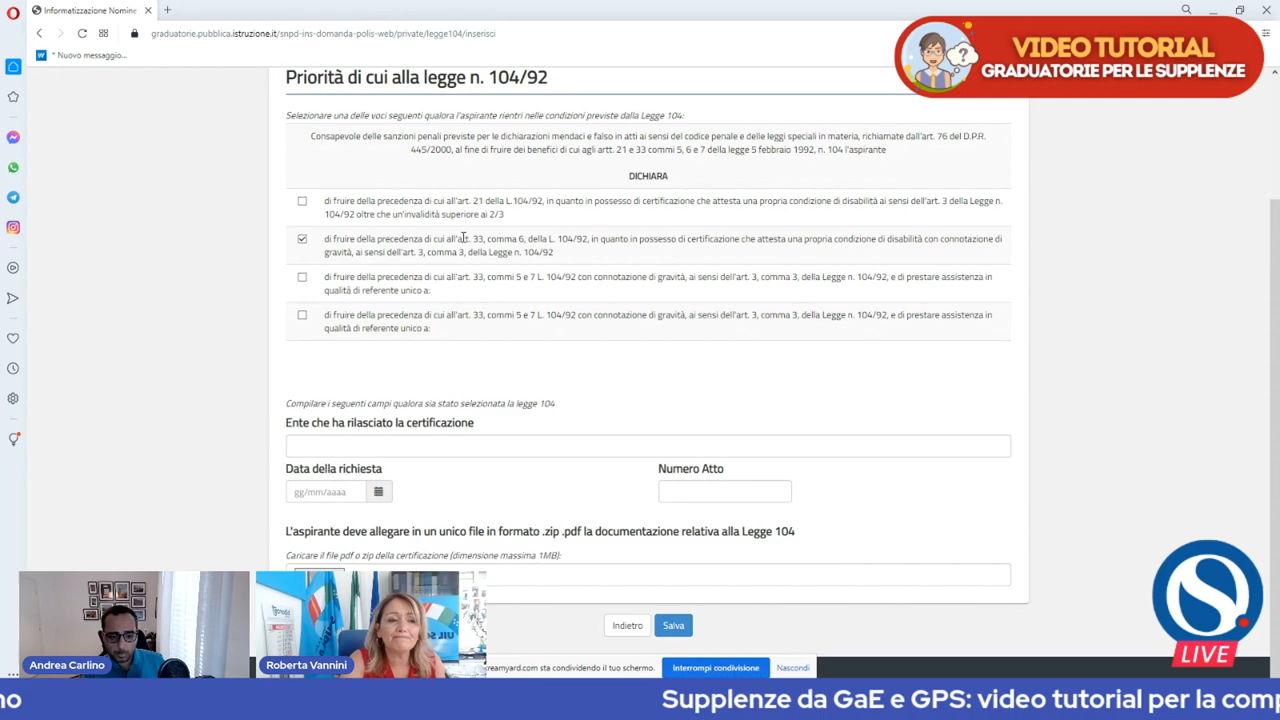 Informatizzazione Nomine
graduatorie.pubblica.istruzione.it/snpd-ins-domanda-polis-web/private/legge104/inserisci
* Nuovo messaggio...
VIDEO TUTORIAL
GRADUATORIE PER LE SUPPLENZE
Priorità di cui alla legge n. 104/92
Selezionare una delle voci seguenti qualora l'aspirante rientri nelle condizioni previste dalla Legge 104:
Consapevole delle sanzioni penali previste per le dichiarazioni mendaci e falso in atti ai sensi del codice penale e delle leggi speciali in materia, richiamate dall'art. 76 del D.P.R.
445/2000, al fine di fruire dei benefici di cui agli artt. 21 e 33 commi 5, 6 e 7 della legge 5 febbraio 1992, n. 104 l'aspirante
DICHIARA
di fruire della precedenza di cui all'art. 21 della L.104/92, in quanto in possesso di certificazione che attesta una propria condizione di disabilità ai sensi dell'art. 3 della Legge n.
104/92 oltre che un'invalidità superiore ai 2/3
di fruire della precedenza di cui all'art. 33, comma 6, della L. 104/92, in quanto in possesso di certificazione che attesta una propria condizione di disabilità con connotazione di
gravità, ai sensi dell'art. 3, comma 3, della Legge n. 104/92
di fruire della precedenza di cui all'art. 33, commi 5 e 7 L. 104/92 con connotazione di gravità, ai sensi dell'art. 3, comma 3, della Legge n. 104/92, e di prestare assistenza in
qualità di referente unico a:
di fruire della precedenza di cui all'art. 33, commi 5 e 7 L. 104/92 con connotazione di gravità, ai sensi dell'art. 3, comma 3, della Legge n. 104/92, e di prestare assistenza in
qualità di referente unico a:
Compilare i seguenti campi qualora sia stato selezionata la legge 104
Ente che ha rilasciato la certificazione
Data della richiesta
Numero Atto
gg/mm/aaaa
L'aspirante deve allegare in un unico file in formato .zip .pdf la documentazione relativa alla Legge 104
Caricare il file pdf o zip della certificazione (dimensione massima 1MB):
Indietro
Salva
Andrea Carlino
Roberta Vannini
reamyard.com sta condividendo il tuo schermo.
Interrompi condivisione
Nascondi
S
LIVE
no
Supplenze da GaE e GPS: video tutorial per la comp